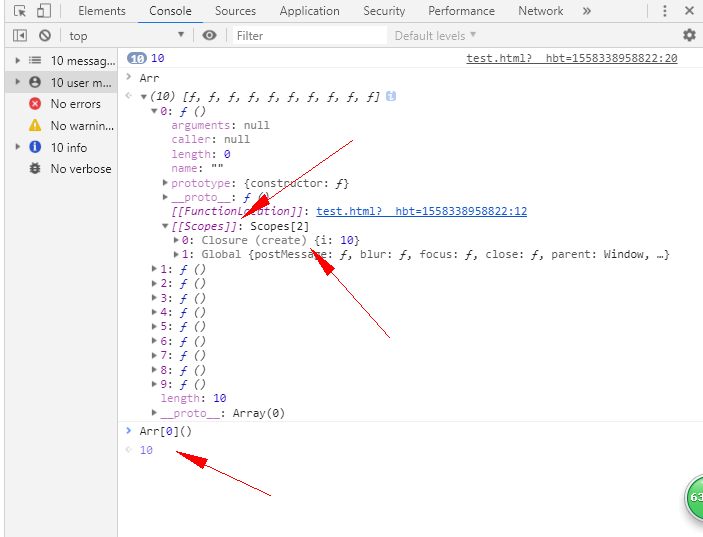 Elements Console Sources Application Security Performance Network »
top Filter Default levels
10 messag...
10 user m...
No errors
No warnin...
10 info
No verbose
10 10 test.html?__hbt=1558338958822:20
Arr
(10) [ƒ, ƒ, ƒ, ƒ, ƒ, ƒ, ƒ, ƒ, ƒ, ƒ]
0: ƒ ()
arguments: null
caller: null
length: 0
name: ""
prototype: {constructor: ƒ}
__proto__: ƒ ()
[[FunctionLocation]]: test.html?__hbt=1558338958822:12
[[Scopes]]: Scopes[2]
0: Closure (create) {i: 10}
1: Global {postMessage: ƒ, blur: ƒ, focus: ƒ, close: ƒ, parent: Window, …}
1: ƒ ()
2: ƒ ()
3: ƒ ()
4: ƒ ()
5: ƒ ()
6: ƒ ()
7: ƒ ()
8: ƒ ()
9: ƒ ()
length: 10
__proto__: Array(0)
Arr[0]()
10